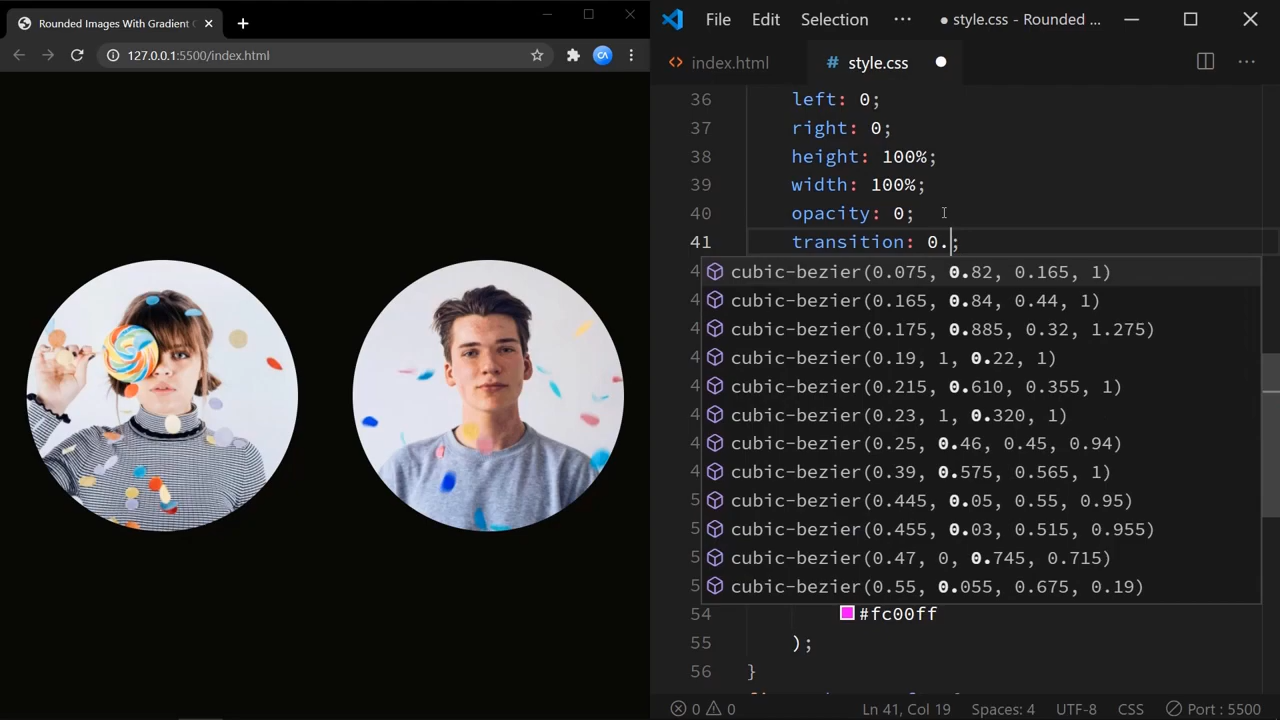 Rounded Images With Gradient
127.0.0.1:5500/index.html
File Edit Selection ··· ● style.css - Rounded ...
<> index.html # style.css ● ···
36 left: 0;
37 right: 0;
38 height: 100%;
39 width: 100%;
40 opacity: 0;
41 transition: 0.;
cubic-bezier(0.075, 0.82, 0.165, 1)
cubic-bezier(0.165, 0.84, 0.44, 1)
cubic-bezier(0.175, 0.885, 0.32, 1.275)
cubic-bezier(0.19, 1, 0.22, 1)
cubic-bezier(0.215, 0.610, 0.355, 1)
cubic-bezier(0.23, 1, 0.320, 1)
cubic-bezier(0.25, 0.46, 0.45, 0.94)
cubic-bezier(0.39, 0.575, 0.565, 1)
cubic-bezier(0.445, 0.05, 0.55, 0.95)
cubic-bezier(0.455, 0.03, 0.515, 0.955)
cubic-bezier(0.47, 0, 0.745, 0.715)
cubic-bezier(0.55, 0.055, 0.675, 0.19)
54 #fc00ff
55 );
56 }
0 0 Ln 41, Col 19 Spaces: 4 UTF-8 CSS Port : 5500